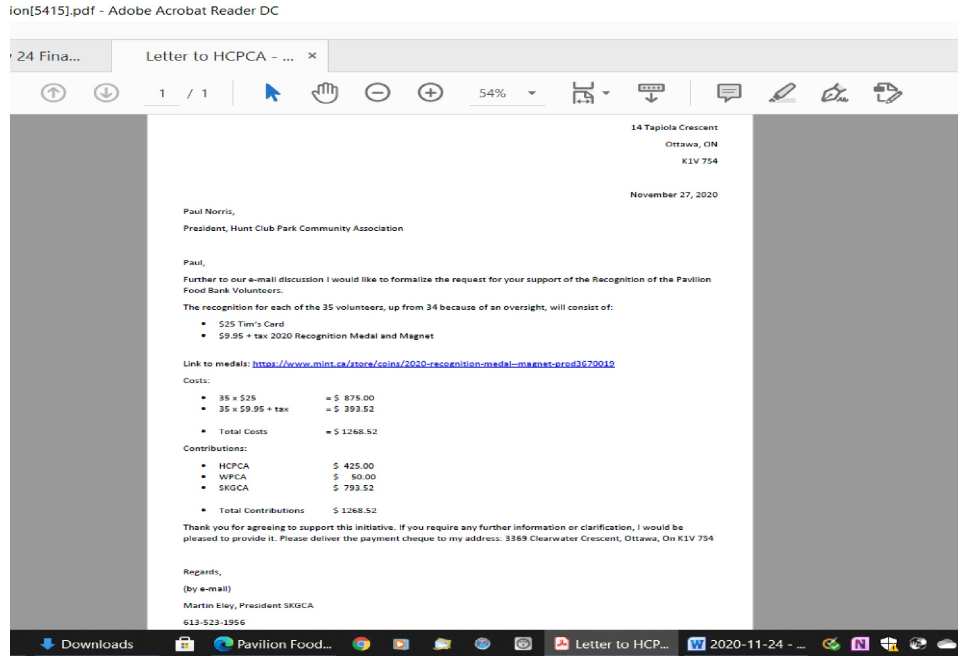 ion[5415].pdf - Adobe Acrobat Reader DC
24 Fina...
Letter to HCPCA - ... ×
1 / 1
54%
14 Tapiola Crescent
Ottawa, ON
K1V 7S4
November 27, 2020
Paul Norris,
President, Hunt Club Park Community Association
Paul,
Further to our e-mail discussion I would like to formalize the request for your support of the Recognition of the Pavilion
Food Bank Volunteers.
The recognition for each of the 35 volunteers, up from 34 because of an oversight, will consist of:
• $25 Tim's Card
• $9.95 + tax 2020 Recognition Medal and Magnet
Link to medals: https://www.mint.ca/store/coins/2020-recognition-medal--magnet-prod3670019
Costs:
• 35 x $25 = $ 875.00
• 35 x $9.95 + tax = $ 393.52
• Total Costs = $ 1268.52
Contributions:
• HCPCA $ 425.00
• WPCA $ 50.00
• SKGCA $ 793.52
• Total Contributions $ 1268.52
Thank you for agreeing to support this initiative. If you require any further information or clarification, I would be
pleased to provide it. Please deliver the payment cheque to my address: 3369 Clearwater Crescent, Ottawa, On K1V 7S4
Regards,
(by e-mail)
Martin Eley, President SKGCA
613-523-1956
Downloads
Pavilion Food...
Letter to HCP...
2020-11-24 - ...